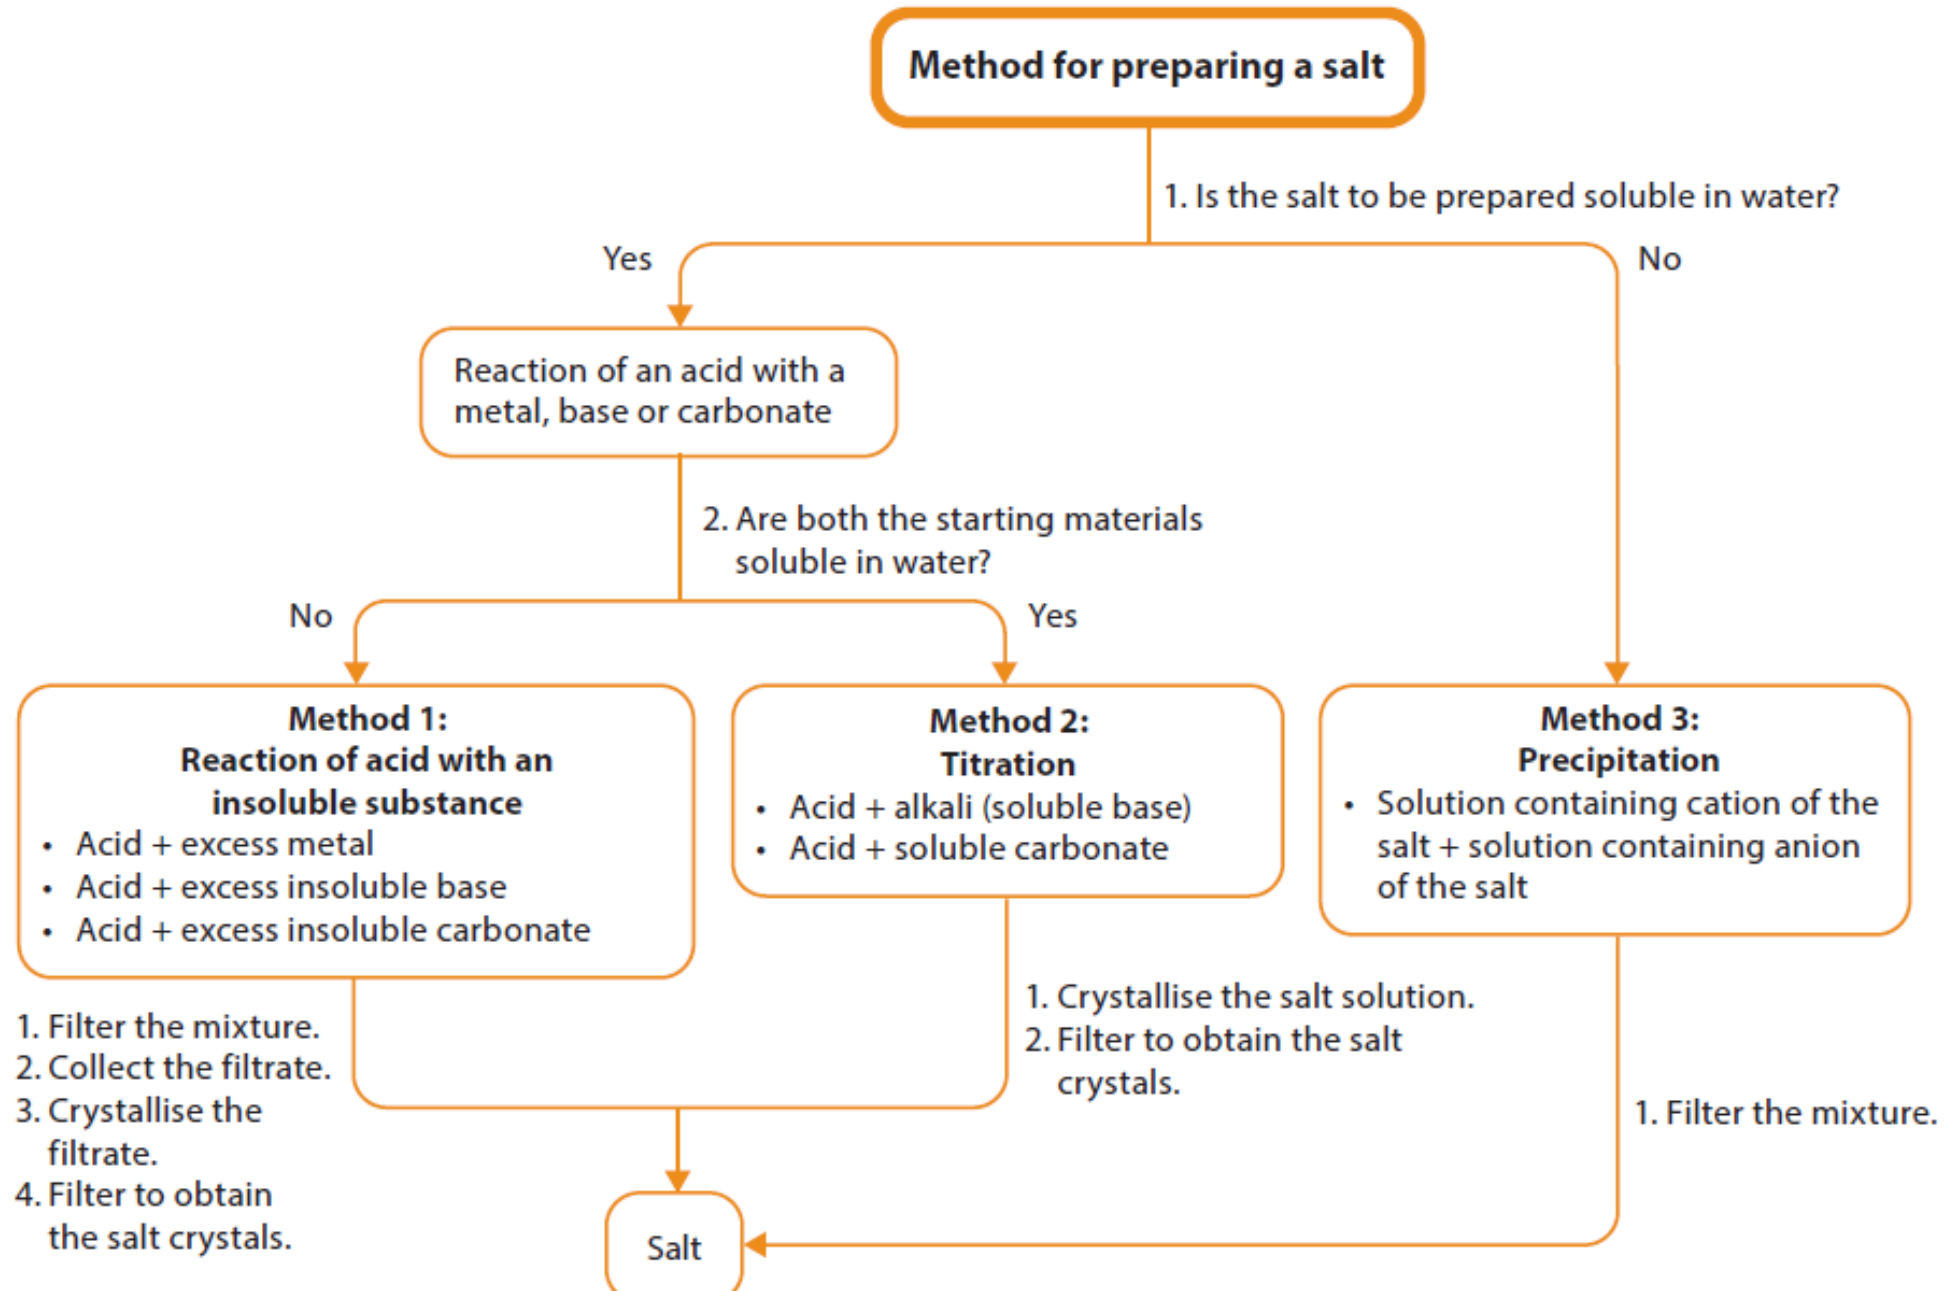 Method for preparing a salt
1. Is the salt to be prepared soluble in water?
Yes
No
Reaction of an acid with a
metal, base or carbonate
2. Are both the starting materials
soluble in water?
No
Yes
Method 1:
Reaction of acid with an
insoluble substance
• Acid + excess metal
• Acid + excess insoluble base
• Acid + excess insoluble carbonate
Method 2:
Titration
• Acid + alkali (soluble base)
• Acid + soluble carbonate
Method 3:
Precipitation
• Solution containing cation of the
salt + solution containing anion
of the salt
1. Filter the mixture.
2. Collect the filtrate.
3. Crystallise the
filtrate.
4. Filter to obtain
the salt crystals.
1. Crystallise the salt solution.
2. Filter to obtain the salt
crystals.
1. Filter the mixture.
Salt